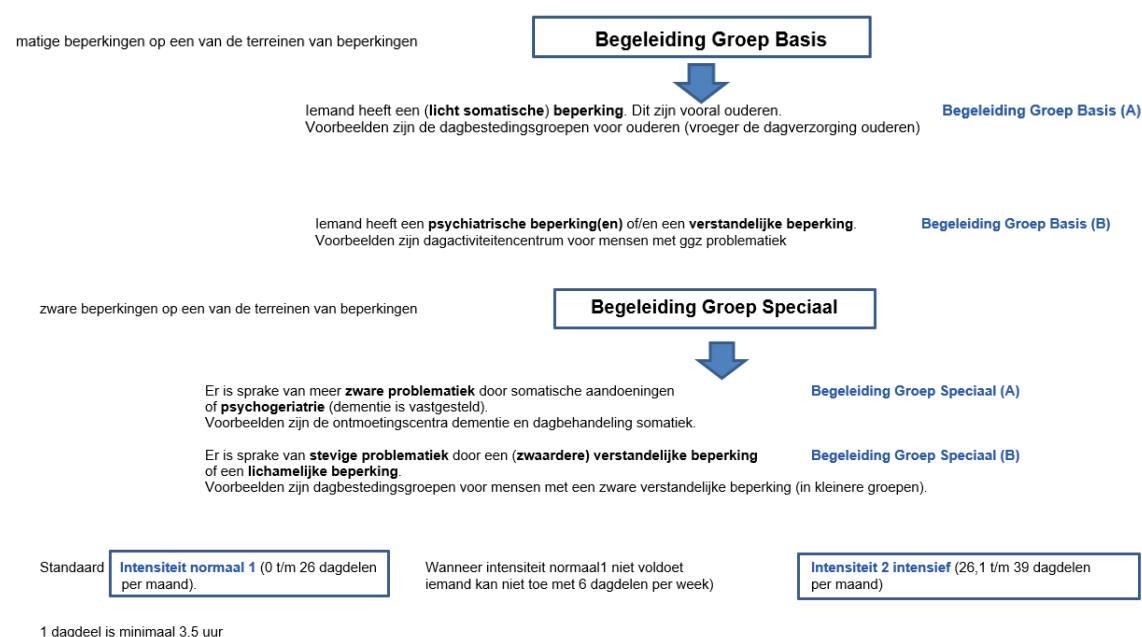 matige beperkingen op een van de terreinen van beperkingen
Begeleiding Groep Basis
Iemand heeft een (licht somatische) beperking. Dit zijn vooral ouderen.
Begeleiding Groep Basis (A)
Voorbeelden zijn de dagbestedingsgroepen voor ouderen (vroeger de dagverzorging ouderen)
Iemand heeft een psychiatrische beperking(en) of/en een verstandelijke beperking.
Begeleiding Groep Basis (B)
Voorbeelden zijn dagactiviteitencentrum voor mensen met ggz problematiek
zware beperkingen op een van de terreinen van beperkingen
Begeleiding Groep Speciaal
Er is sprake van meer zware problematiek door somatische aandoeningen
Begeleiding Groep Speciaal (A)
of psychogeriatrie (dementie is vastgesteld).
Voorbeelden zijn de ontmoetingscentra dementie en dagbehandeling somatiek.
Er is sprake van stevige problematiek door een (zwaardere) verstandelijke beperking
Begeleiding Groep Speciaal (B)
of een lichamelijke beperking.
Voorbeelden zijn dagbestedingsgroepen voor mensen met een zware verstandelijke beperking (in kleinere groepen).
Standaard
Intensiteit normaal 1 (0 t/m 26 dagdelen
per maand).
Wanneer intensiteit normaal1 niet voldoet
iemand kan niet toe met 6 dagdelen per week)
Intensiteit 2 intensief (26,1 t/m 39 dagdelen
per maand)
1 dagdeel is minimaal 3.5 uur